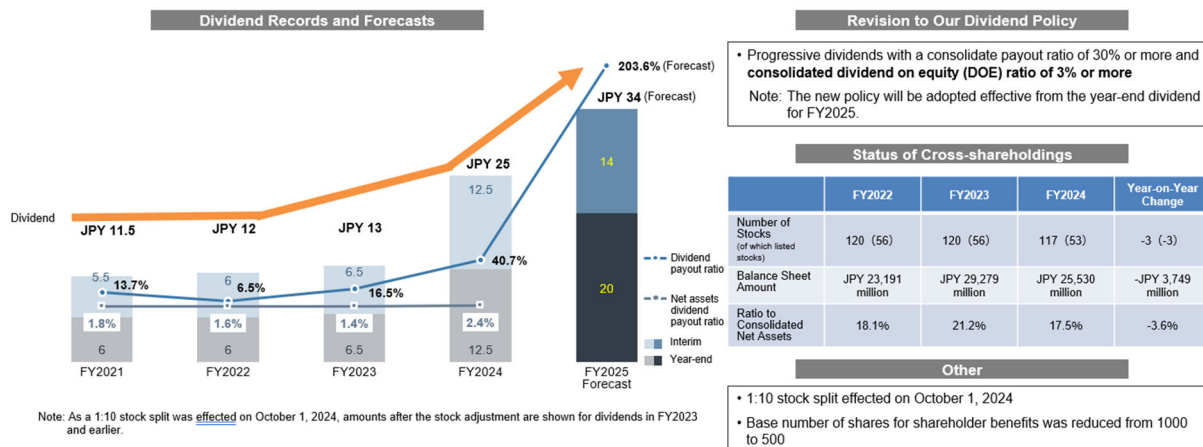 Dividend Records and Forecasts
203.6% (Forecast)
JPY 34 (Forecast)
14
JPY 25
12.5
Dividend
JPY 11.5
JPY 12
JPY 13
5.5
13.7%
6
6.5%
6.5
16.5%
40.7%
Dividend
payout ratio
Net assets
dividend
payout ratio
20
1.8%
1.6%
1.4%
2.4%
Interim
Year-end
6
6
6.5
12.5
FY2021
FY2022
FY2023
FY2024
FY2025
Forecast
Note: As a 1:10 stock split was effected on October 1, 2024, amounts after the stock adjustment are shown for dividends in FY2023
and earlier.
Revision to Our Dividend Policy
• Progressive dividends with a consolidate payout ratio of 30% or more and
consolidated dividend on equity (DOE) ratio of 3% or more
Note: The new policy will be adopted effective from the year-end dividend
for FY2025.
Status of Cross-shareholdings
FY2022 FY2023 FY2024 Year-on-Year
Change
Number of
Stocks
(of which listed
stocks)
120（56） 120（56） 117（53） -3（-3）
Balance Sheet
Amount
JPY 23,191
million
JPY 29,279
million
JPY 25,530
million
-JPY 3,749
million
Ratio to
Consolidated
Net Assets
18.1% 21.2% 17.5% -3.6%
Other
• 1:10 stock split effected on October 1, 2024
• Base number of shares for shareholder benefits was reduced from 1000
to 500